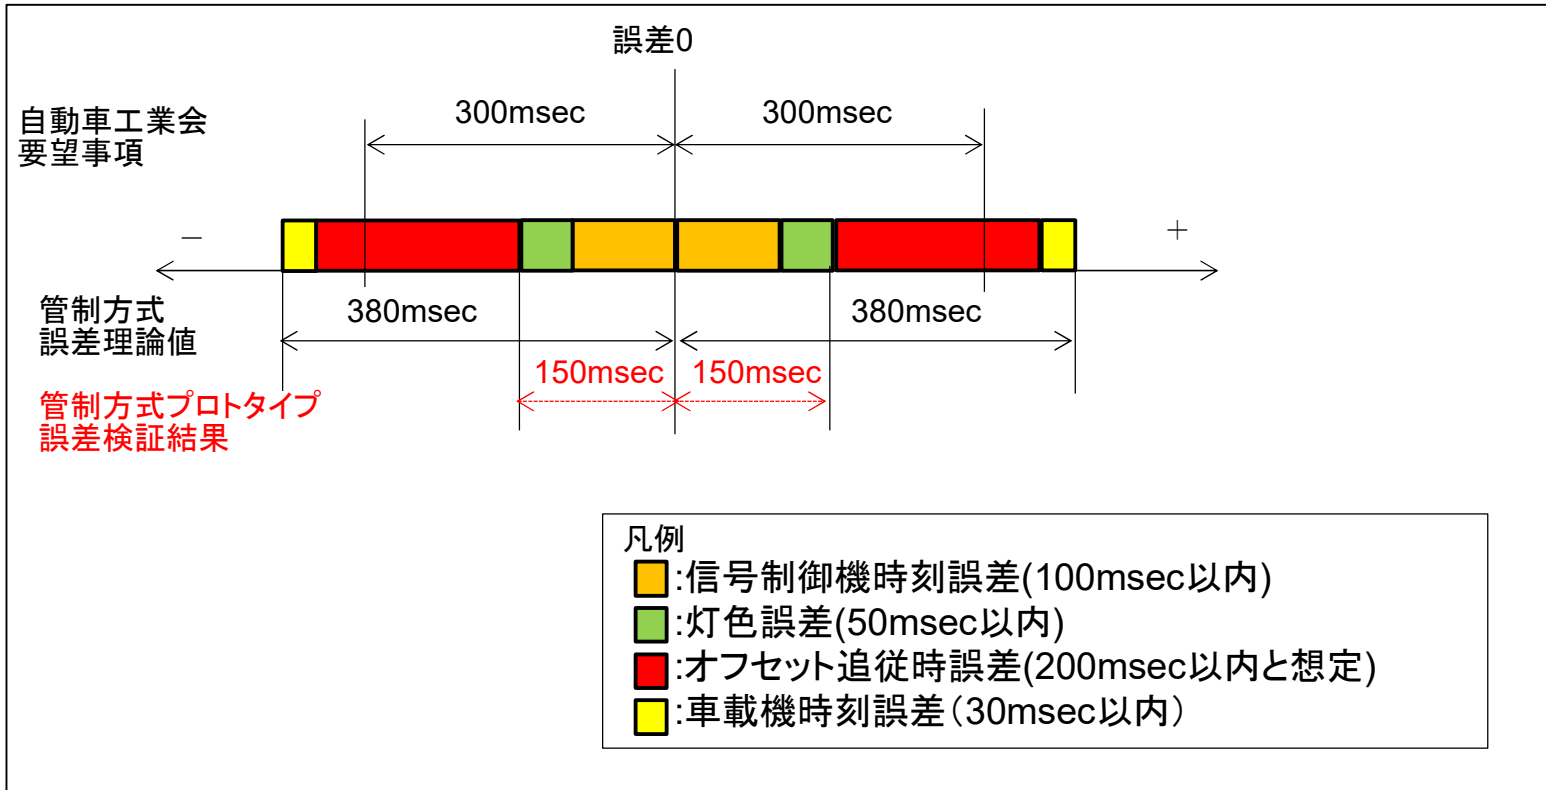 誤差0
自動車工業会
要望事項
300msec
300msec
－
＋
管制方式
誤差理論値
380msec
380msec
管制方式プロトタイプ
誤差検証結果
150msec
150msec
凡例
:信号制御機時刻誤差(100msec以内)
:灯色誤差(50msec以内)
:オフセット追従時誤差(200msec以内と想定)
:車載機時刻誤差（30msec以内）